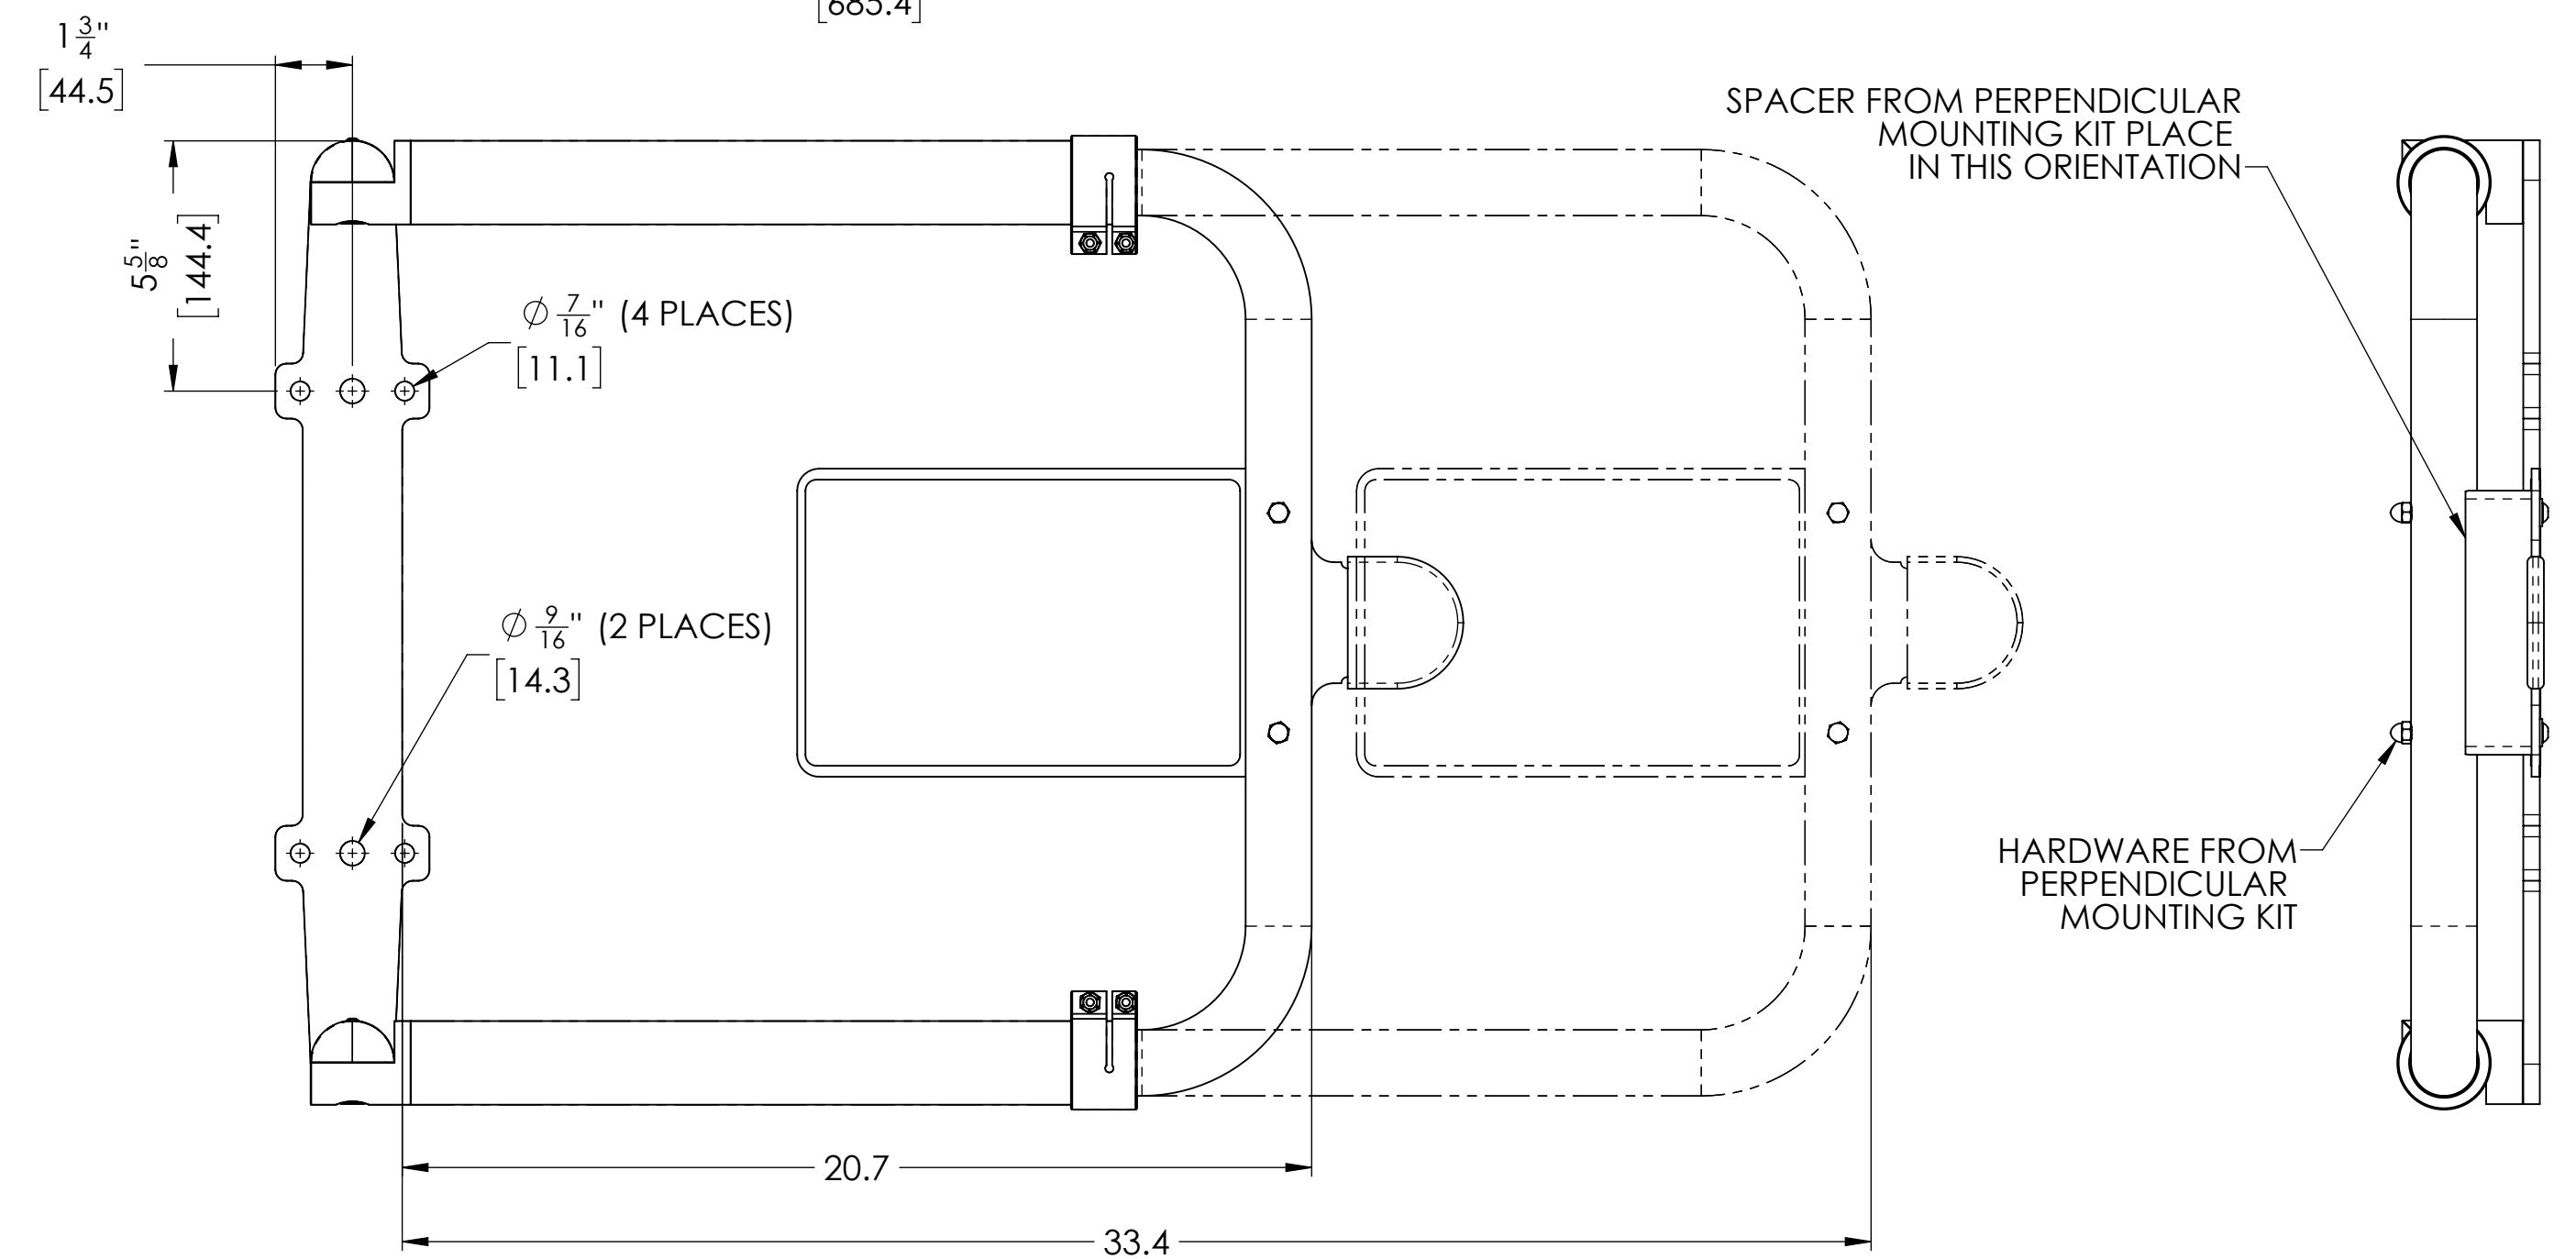 [685.4]
1 3/4"
[44.5]
SPACER FROM PERPENDICULAR
MOUNTING KIT PLACE
IN THIS ORIENTATION
5 5/8"
[144.4]
∅ 7/16" (4 PLACES)
[11.1]
∅ 9/16" (2 PLACES)
[14.3]
HARDWARE FROM
PERPENDICULAR
MOUNTING KIT
20.7
33.4